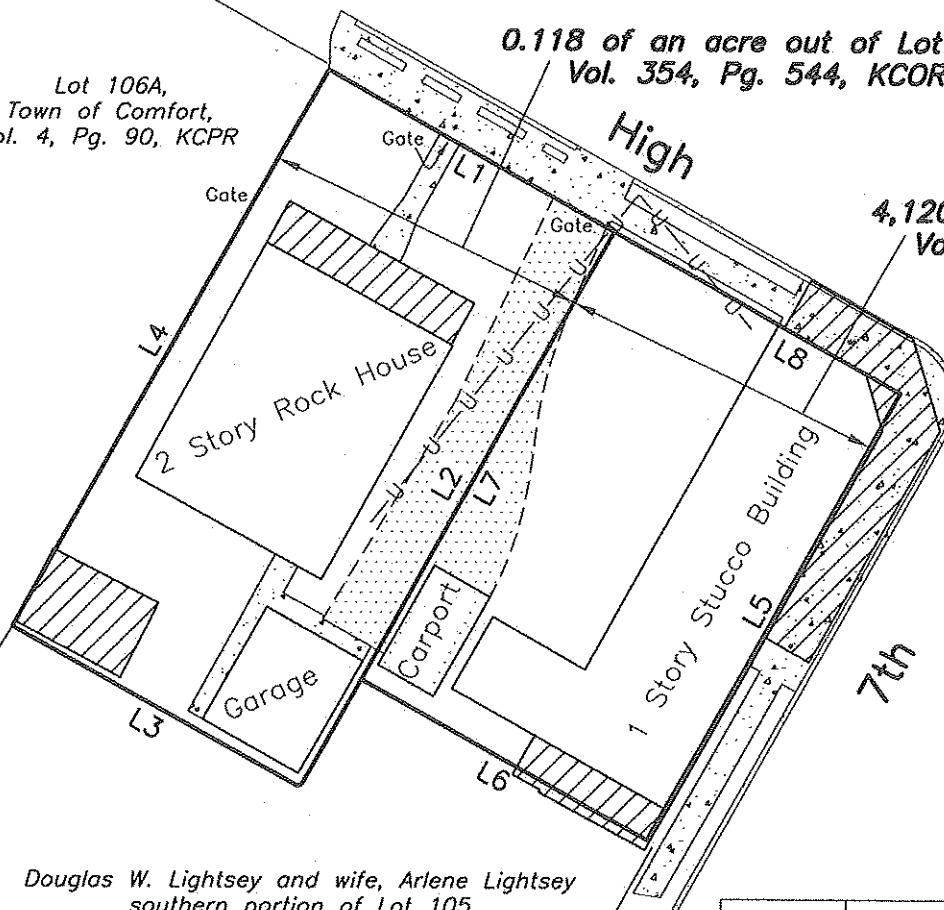 0.118 of an acre out of Lot
Vol. 354, Pg. 544, KCOR
Lot 106A,
Town of Comfort,
ol. 4, Pg. 90, KCPR
High
4,120
Vo
Gate
Gate
Gate
L1
L4
2 Story Rock House
U
U
U
U
U
U
U
U
U
L2
L7
L8
1 Story Stucco Building
L5
7th
Carport
Garage
L3
L6
Douglas W. Lightsey and wife, Arlene Lightsey
southern portion of Lot 105